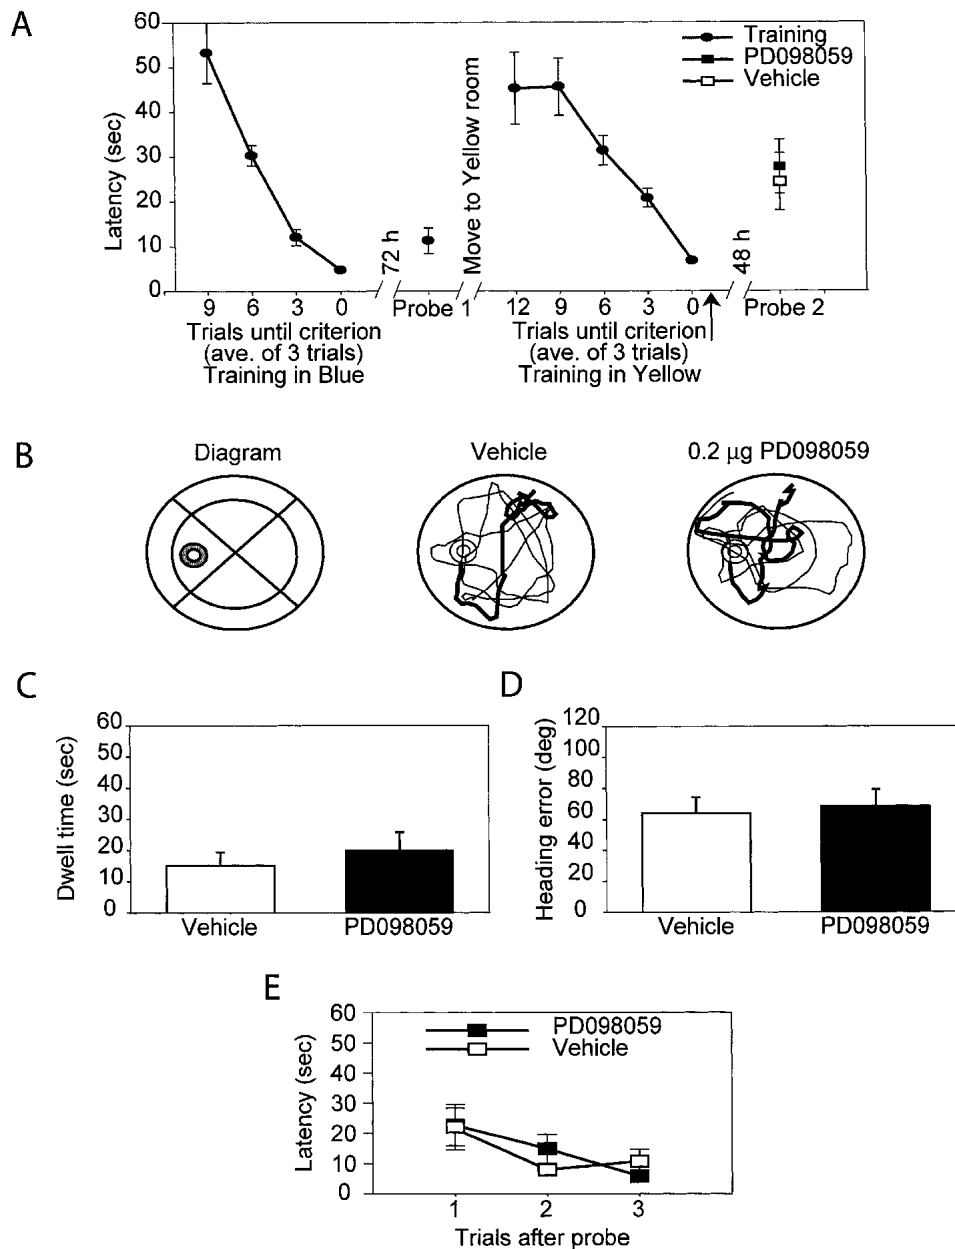 A
60
50
40
30
20
10
0
Latency (sec)
9 6 3 0
Trials until criterion
(ave. of 3 trials)
Training in Blue
72 h
Probe 1
Move to Yellow room
12 9 6 3 0
Trials until criterion
(ave. of 3 trials)
Training in Yellow
48 h
Probe 2
Training
PD098059
Vehicle
B
Diagram
Vehicle
0.2 μg PD098059
C
60
50
40
30
20
10
0
Dwell time (sec)
Vehicle
PD098059
D
120
100
80
60
40
20
0
Heading error (deg)
Vehicle
PD098059
E
60
50
40
30
20
10
0
Latency (sec)
PD098059
Vehicle
1 2 3
Trials after probe